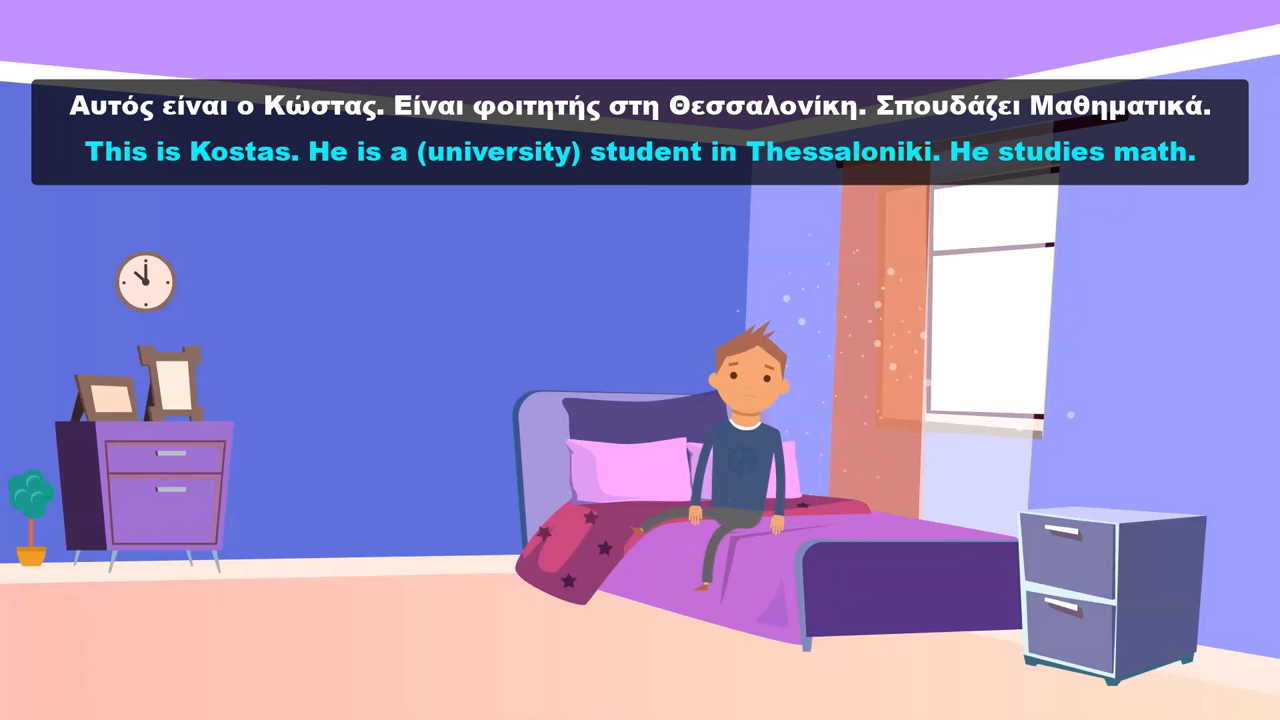 Αυτός είναι ο Κώστας. Είναι φοιτητής στη Θεσσαλονίκη. Σπουδάζει Μαθηματικά.
This is Kostas. He is a (university) student in Thessaloniki. He studies math.